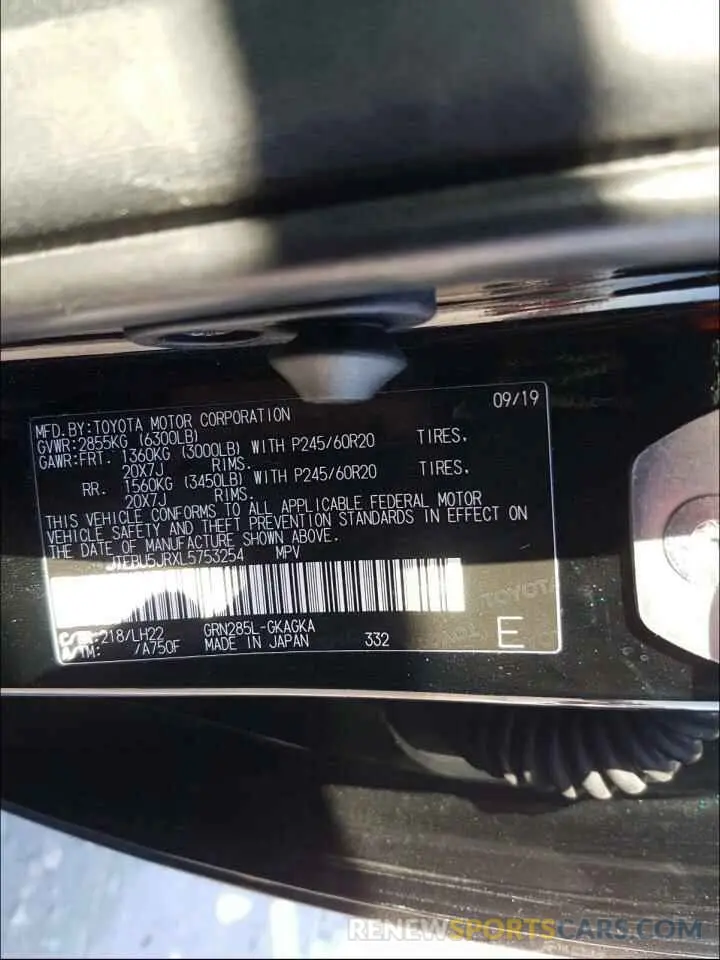 09/19
MFD.BY:TOYOTA MOTOR CORPORATION
GVWR:2855KG (6300LB)
GAWR:FRT. 1360KG (3000LB) WITH P245/60R20 TIRES.
20X7J RIMS.
RR. 1560KG (3450LB) WITH P245/60R20 TIRES.
20X7J RIMS.
THIS VEHICLE CONFORMS TO ALL APPLICABLE FEDERAL MOTOR
VEHICLE SAFETY AND THEFT PREVENTION STANDARDS IN EFFECT ON
THE DATE OF MANUFACTURE SHOWN ABOVE.
JTEBU5JRXL5753254 MPV
218/LH22 GRN285L-GKAGKA
/A750F MADE IN JAPAN 332
E
TOYOTA
RENEWSPORTSCARS.COM